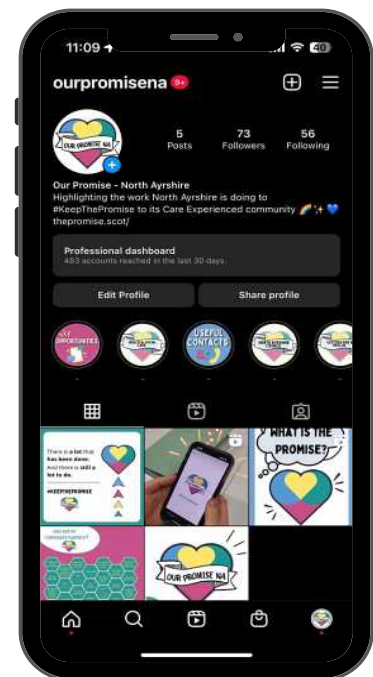 11:09
40
ourpromisena 9+
OUR PROMISE NA
5
Posts
73
Followers
56
Following
Our Promise - North Ayrshire
Highlighting the work North Ayrshire is doing to
#KeepThePromise to its Care Experienced community
thepromise.scot/
Professional dashboard
483 accounts reached in the last 30 days.
Edit Profile
Share profile
OPPORTUNITIES
USEFUL
CONTACTS
There is a lot that
has been done.
And there is still a
lot to do.
#KEEPTHEPROMISE
WHAT IS THE
PROMISE?
OUR PROMISE NA